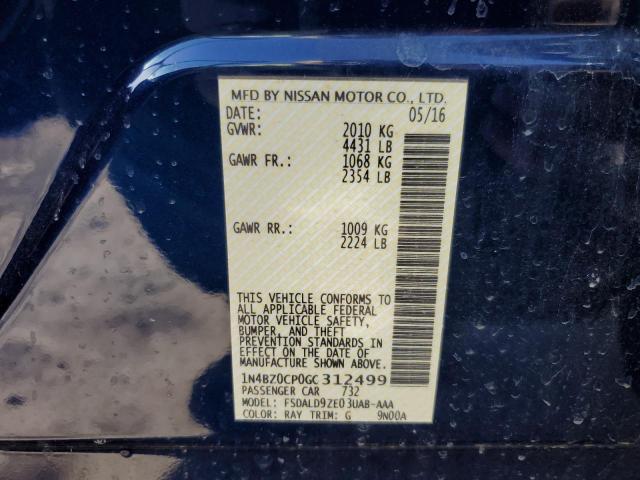 MFD BY NISSAN MOTOR CO., LTD.
DATE: 05/16
GVWR: 2010 KG
4431 LB
GAWR FR.: 1068 KG
2354 LB
GAWR RR.: 1009 KG
2224 LB
THIS VEHICLE CONFORMS TO
ALL APPLICABLE FEDERAL
MOTOR VEHICLE SAFETY,
BUMPER, AND THEFT
PREVENTION STANDARDS IN
EFFECT ON THE DATE OF
MANUFACTURE SHOWN ABOVE.
1N4BZ0CP0GC312499
PASSENGER CAR 732
MODEL: FSDALD9ZE03UAB-AAA
COLOR: RAY TRIM: G 9N00A